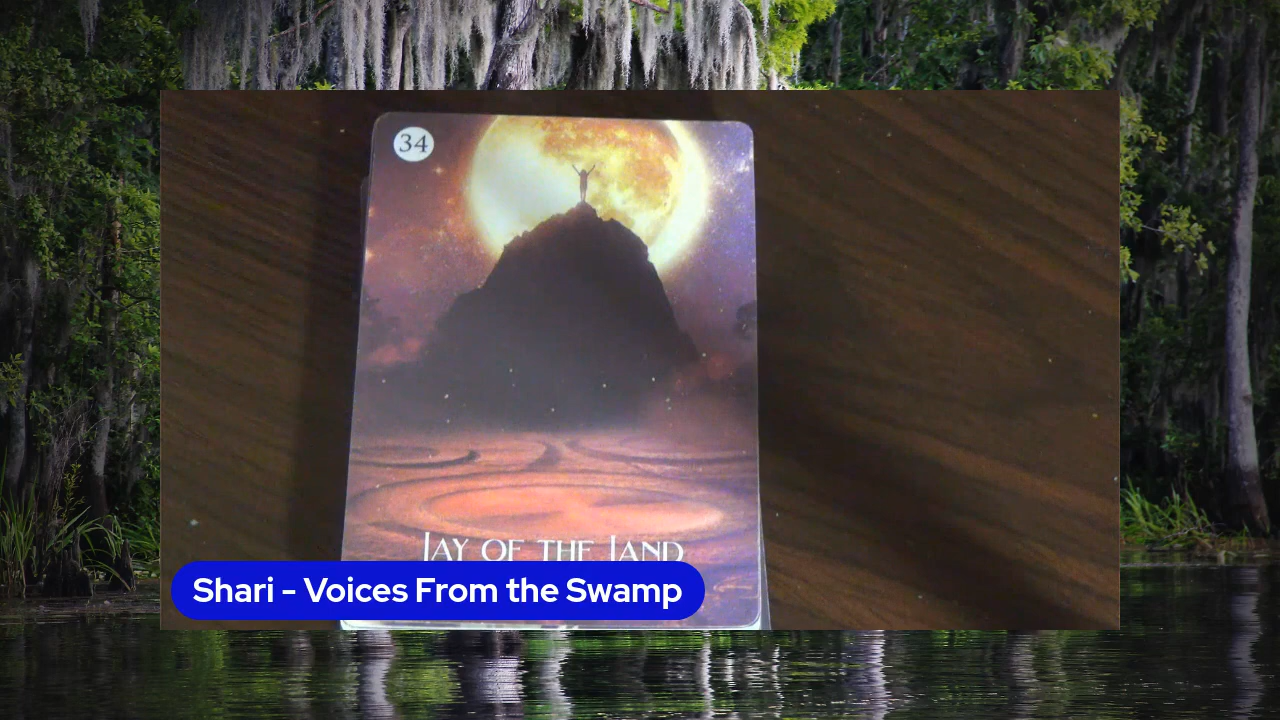 34
LAY OF THE LAND
Shari - Voices From the Swamp